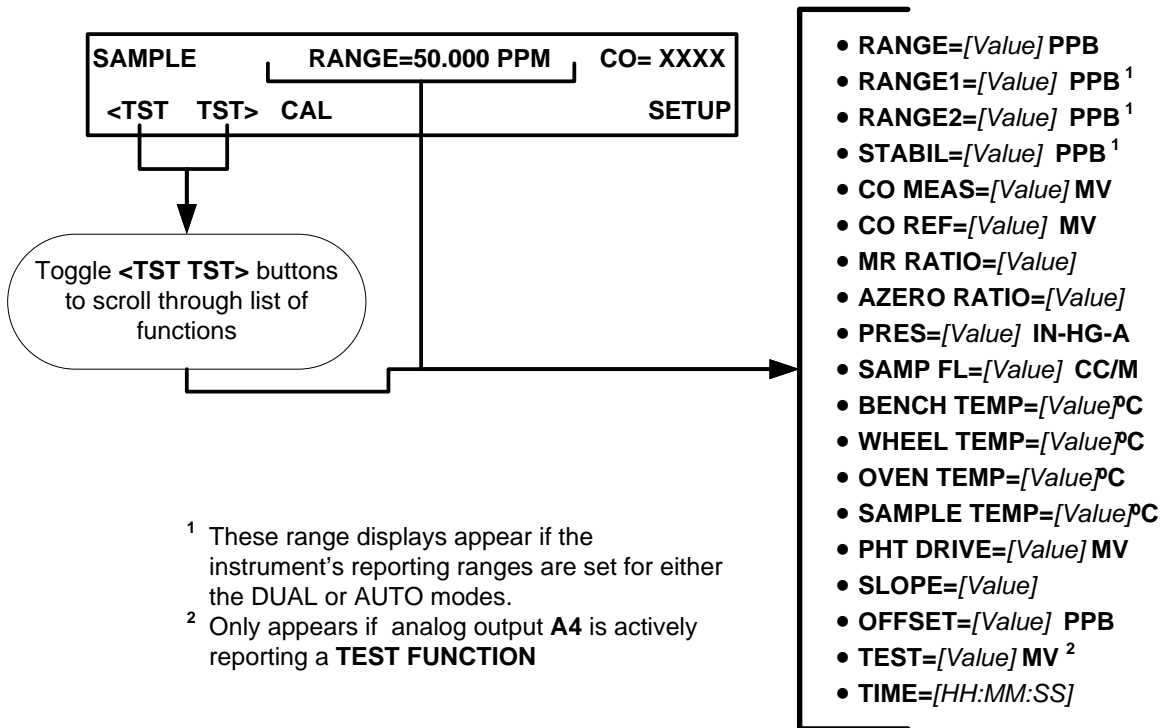 SAMPLE RANGE=50.000 PPM CO= XXXX
<TST TST> CAL SETUP
Toggle <TST TST> buttons
to scroll through list of
functions
• RANGE=[Value] PPB
• RANGE1=[Value] PPB 1
• RANGE2=[Value] PPB 1
• STABIL=[Value] PPB 1
• CO MEAS=[Value] MV
• CO REF=[Value] MV
• MR RATIO=[Value]
• AZERO RATIO=[Value]
• PRES=[Value] IN-HG-A
• SAMP FL=[Value] CC/M
• BENCH TEMP=[Value]ºC
• WHEEL TEMP=[Value]ºC
• OVEN TEMP=[Value]ºC
• SAMPLE TEMP=[Value]ºC
• PHT DRIVE=[Value] MV
• SLOPE=[Value]
• OFFSET=[Value] PPB
• TEST=[Value] MV 2
• TIME=[HH:MM:SS]
1 These range displays appear if the
instrument’s reporting ranges are set for either
the DUAL or AUTO modes.
2 Only appears if analog output A4 is actively
reporting a TEST FUNCTION